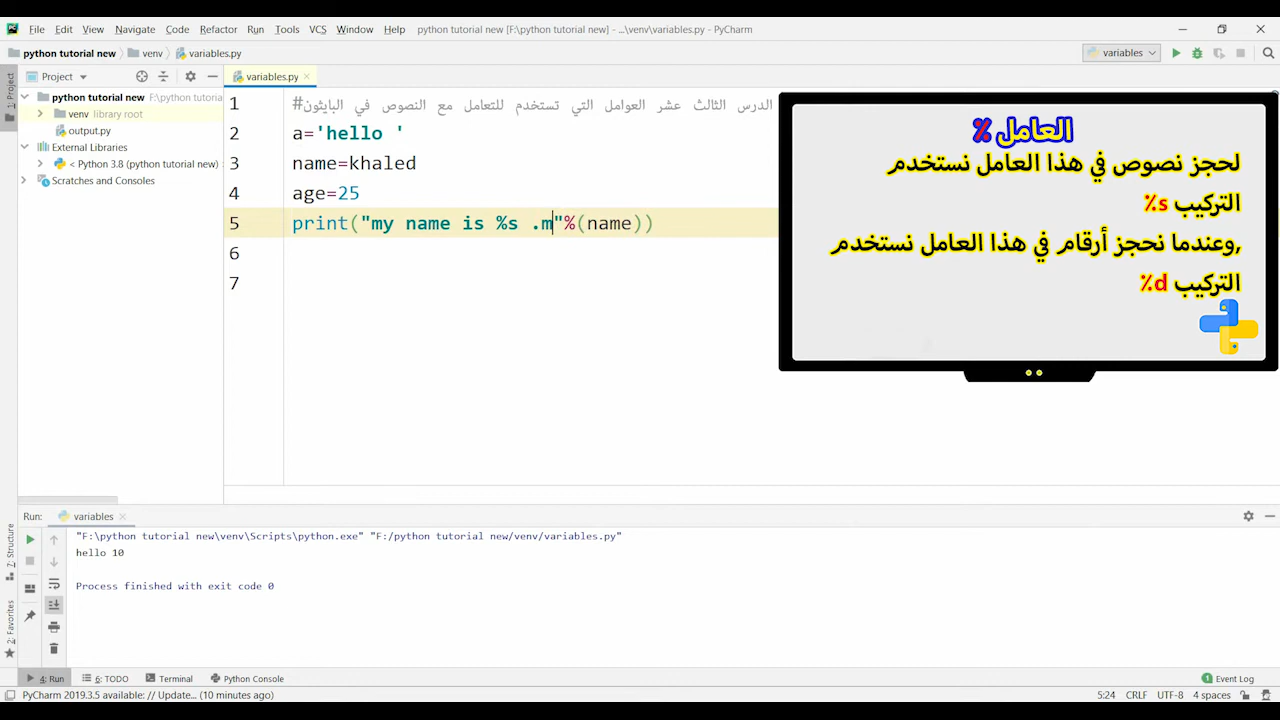 File Edit View Navigate Code Refactor Run Tools VCS Window Help python tutorial new [F:\python tutorial new] - ...\venv\variables.py - PyCharm
python tutorial new venv variables.py variables
Project variables.py
1: Project
python tutorial new F:\python tutoria
venv library root
output.py
External Libraries
< Python 3.8 (python tutorial new) >
Scratches and Consoles
1 #الدرس الثالث عشر العوامل التي تستخدم للتعامل مع النصوص في البايثون
2 a='hello '
3 name=khaled
4 age=25
5 print("my name is %s .m"%(name))
6
7
العامل %
لحجز نصوص في هذا العامل نستخدم
التركيب s%
,وعندما نحجز أرقام في هذا العامل نستخدم
التركيب d%
Run: variables
"F:\python tutorial new\venv\Scripts\python.exe" "F:/python tutorial new/venv/variables.py"
hello 10
Process finished with exit code 0
7: Structure
2: Favorites
4: Run 6: TODO Terminal Python Console 1 Event Log
PyCharm 2019.3.5 available: // Update... (10 minutes ago) 5:24 CRLF UTF-8 4 spaces